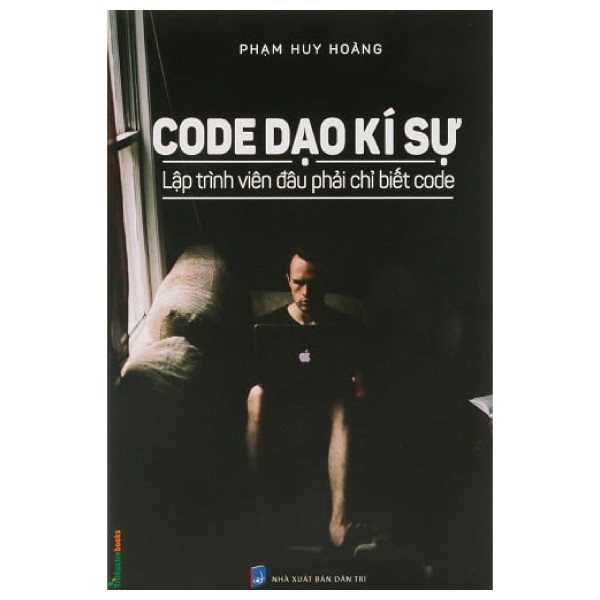 PHẠM HUY HOÀNG
CODE DẠO KÍ SỰ
Lập trình viên đâu phải chỉ biết code
NHÀ XUẤT BẢN DÂN TRÍ